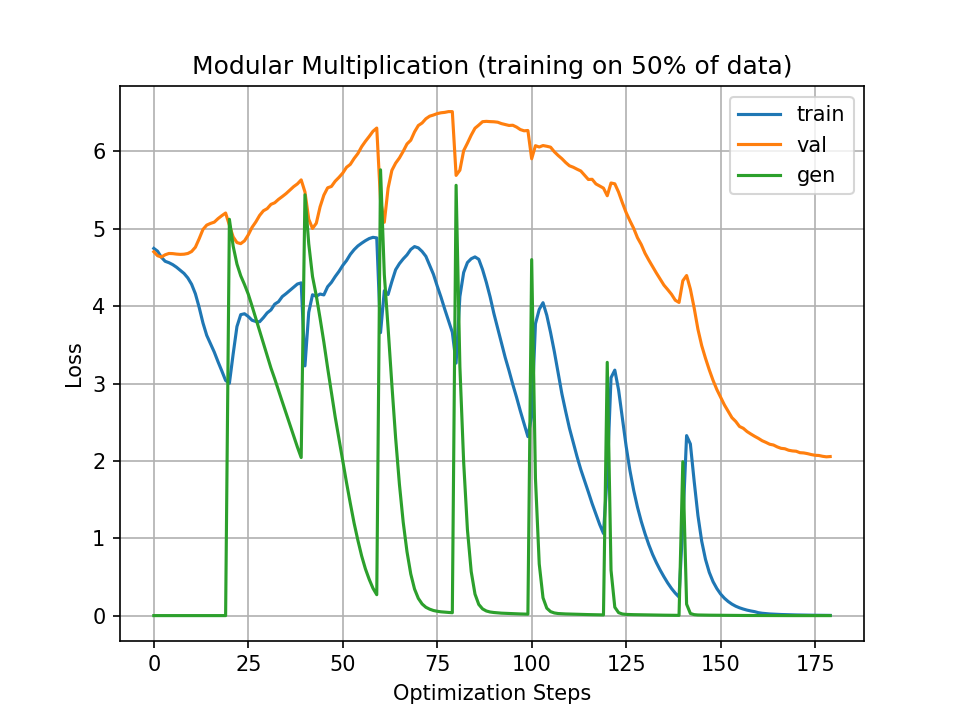 Modular Multiplication (training on 50% of data)
train
val
gen
Loss
6
5
4
3
2
1
0
0 25 50 75 100 125 150 175
Optimization Steps